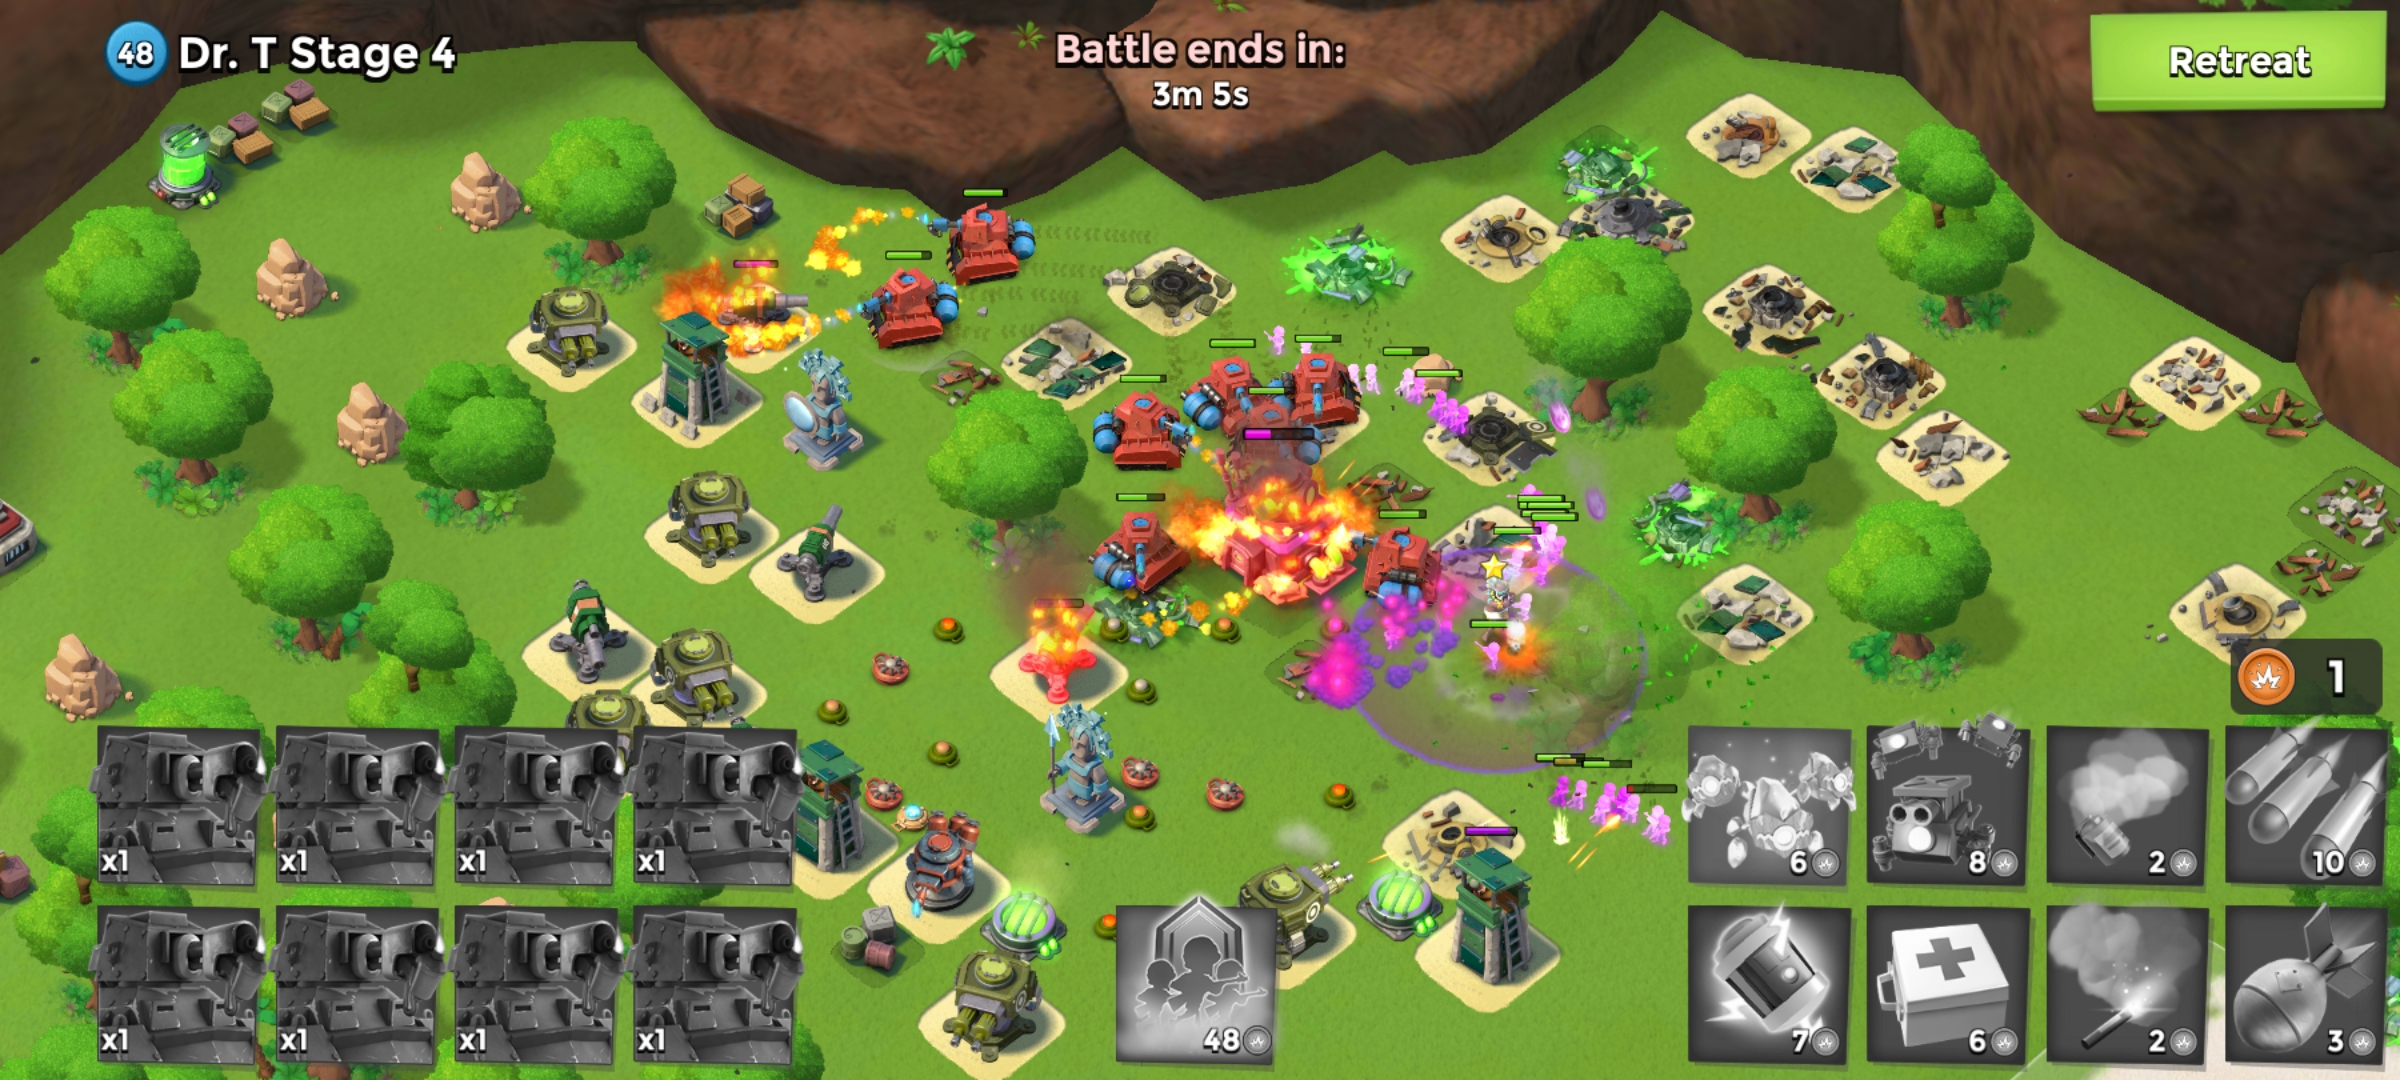 48 Dr. T Stage 4
Battle ends in:
3m 5s
Retreat
1
x1 x1 x1 x1
6 8 2 10
x1 x1 x1 x1
48
7 6 2 3